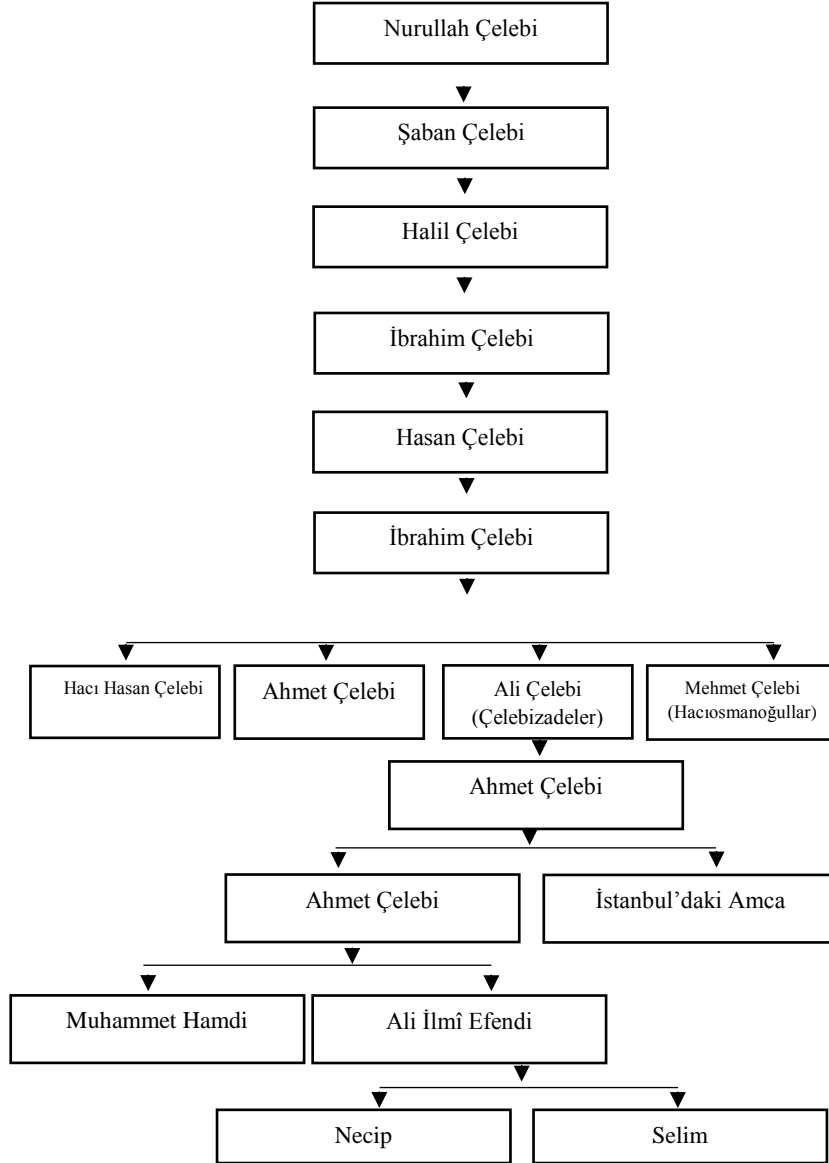 Nurullah Çelebi
Şaban Çelebi
Halil Çelebi
İbrahim Çelebi
Hasan Çelebi
İbrahim Çelebi
Hacı Hasan Çelebi
Ahmet Çelebi
Ali Çelebi
(Çelebizadeler)
Mehmet Çelebi
(Hacıosmanoğullar)
Ahmet Çelebi
Ahmet Çelebi
İstanbul’daki Amca
Muhammet Hamdi
Ali İlmî Efendi
Necip
Selim